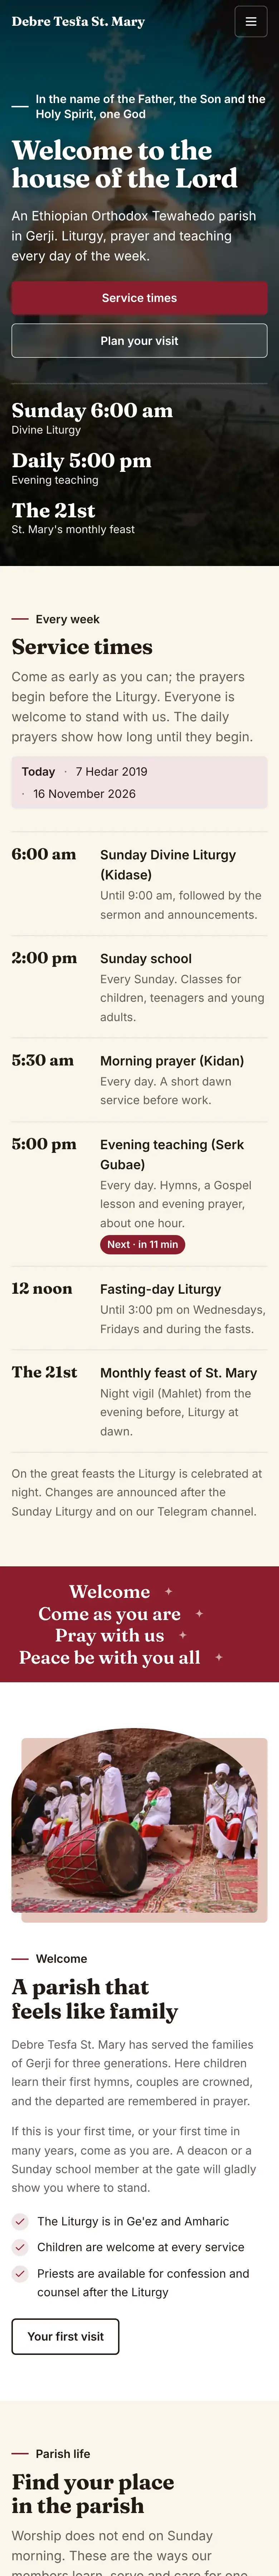 Debre Tesfa St. Mary
In the name of the Father, the Son and the
Holy Spirit, one God
Welcome to the
house of the Lord
An Ethiopian Orthodox Tewahedo parish
in Gerji. Liturgy, prayer and teaching
every day of the week.
Service times
Plan your visit
Sunday 6:00 am
Divine Liturgy
Daily 5:00 pm
Evening teaching
The 21st
St. Mary's monthly feast
Every week
Service times
Come as early as you can; the prayers
begin before the Liturgy. Everyone is
welcome to stand with us. The daily
prayers show how long until they begin.
Today · 7 Hedar 2019
· 16 November 2026
6:00 am
Sunday Divine Liturgy
(Kidase)
Until 9:00 am, followed by the
sermon and announcements.
2:00 pm
Sunday school
Every Sunday. Classes for
children, teenagers and young
adults.
5:30 am
Morning prayer (Kidan)
Every day. A short dawn
service before work.
5:00 pm
Evening teaching (Serk
Gubae)
Every day. Hymns, a Gospel
lesson and evening prayer,
about one hour.
Next · in 11 min
12 noon
Fasting-day Liturgy
Until 3:00 pm on Wednesdays,
Fridays and during the fasts.
The 21st
Monthly feast of St. Mary
Night vigil (Mahlet) from the
evening before, Liturgy at
dawn.
On the great feasts the Liturgy is celebrated at
night. Changes are announced after the
Sunday Liturgy and on our Telegram channel.
Welcome
Come as you are
Pray with us
Peace be with you all
Welcome
A parish that
feels like family
Debre Tesfa St. Mary has served the families
of Gerji for three generations. Here children
learn their first hymns, couples are crowned,
and the departed are remembered in prayer.
If this is your first time, or your first time in
many years, come as you are. A deacon or a
Sunday school member at the gate will gladly
show you where to stand.
The Liturgy is in Ge'ez and Amharic
Children are welcome at every service
Priests are available for confession and
counsel after the Liturgy
Your first visit
Parish life
Find your place
in the parish
Worship does not end on Sunday
morning. These are the ways our
members learn, serve and care for one